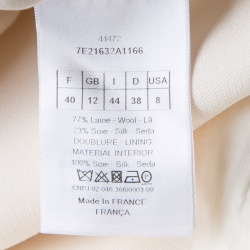 44472
7E21632A1166
F GB I D USA
40 12 44 38 8
77% Laine - Wool - Lã
23% Soie - Silk - Seda
DOUBLURE - LINING
MATERIAL INTERIOR
100% Soie - Silk - Seda
Made In FRANCE
FRANÇA